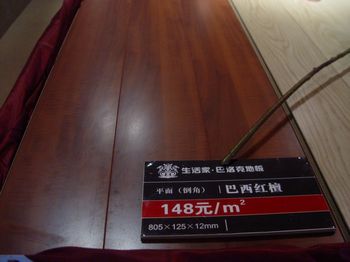 生活家·巴洛克地板
平面（倒角） 巴西红檀
148元/m²
805×125×12mm